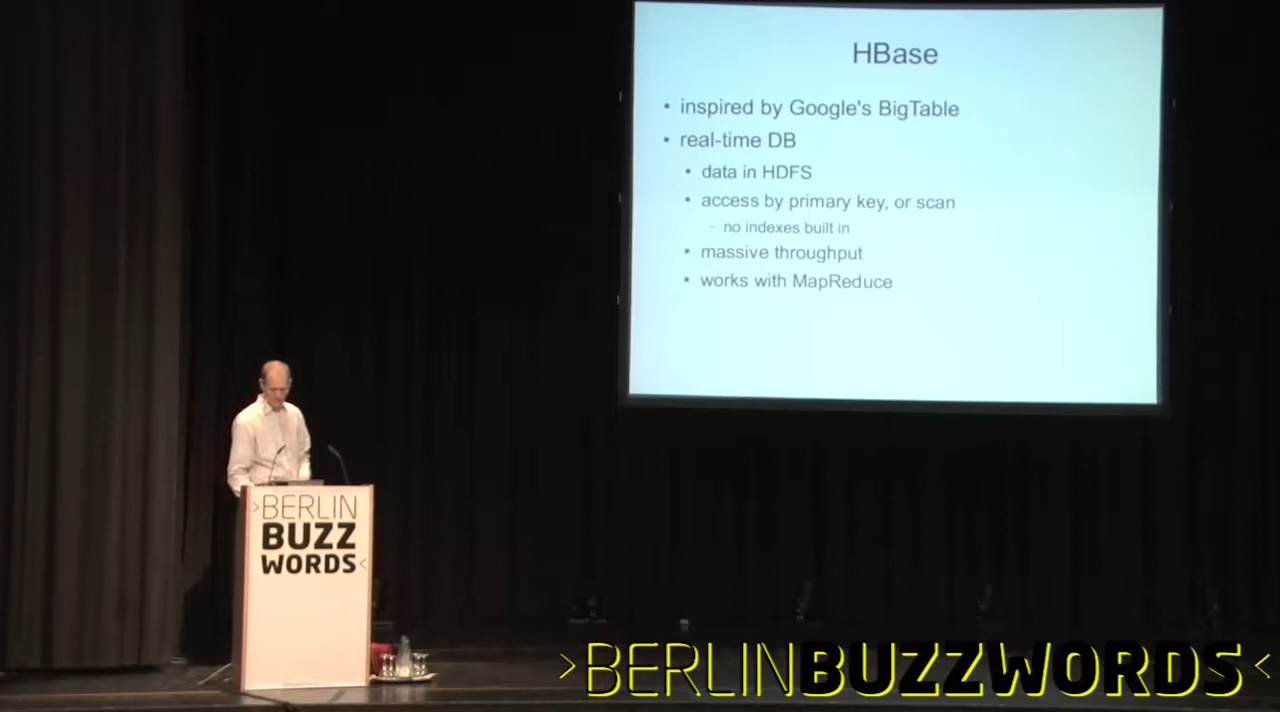 HBase
• inspired by Google's BigTable
• real-time DB
• data in HDFS
• access by primary key, or scan
– no indexes built in
• massive throughput
• works with MapReduce
>BERLIN
BUZZ
WORDS<
>BERLINBUZZWORDS<